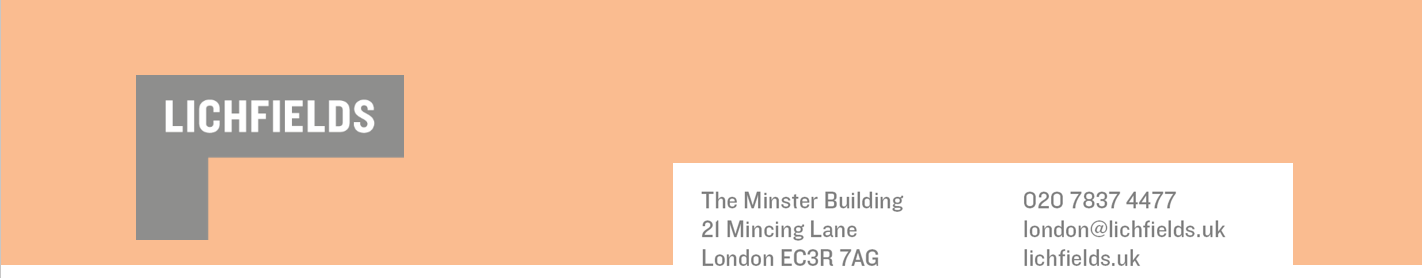 LICHFIELDS
The Minster Building
21 Mincing Lane
London EC3R 7AG
020 7837 4477
london@lichfields.uk
lichfields.uk